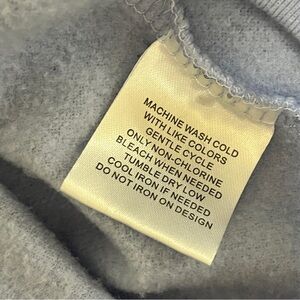 MACHINE WASH COLD
WITH LIKE COLORS
GENTLE CYCLE
ONLY NON-CHLORINE
BLEACH WHEN NEEDED
TUMBLE DRY LOW
COOL IRON IF NEEDED
DO NOT IRON ON DESIGN